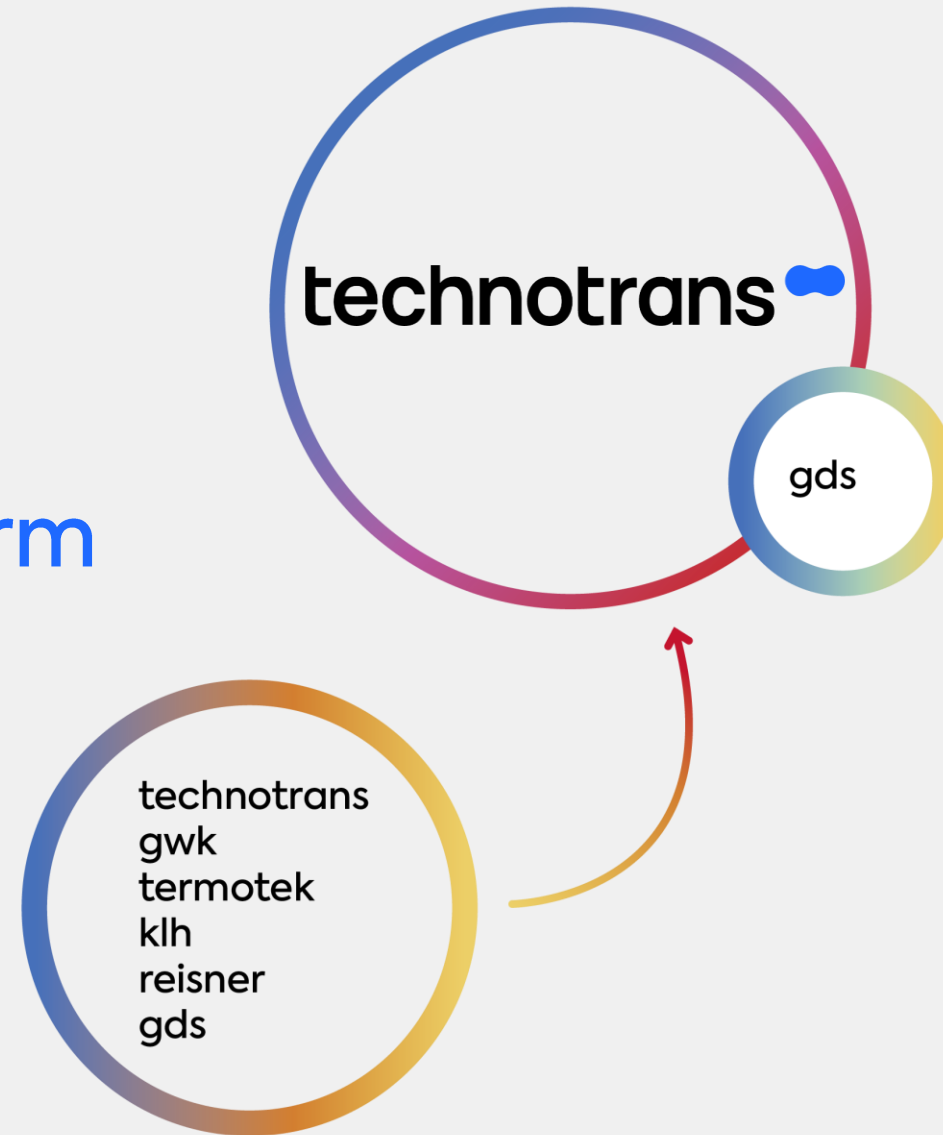 technotrans
gds
rm
technotrans
gwk
termotek
klh
reisner
gds